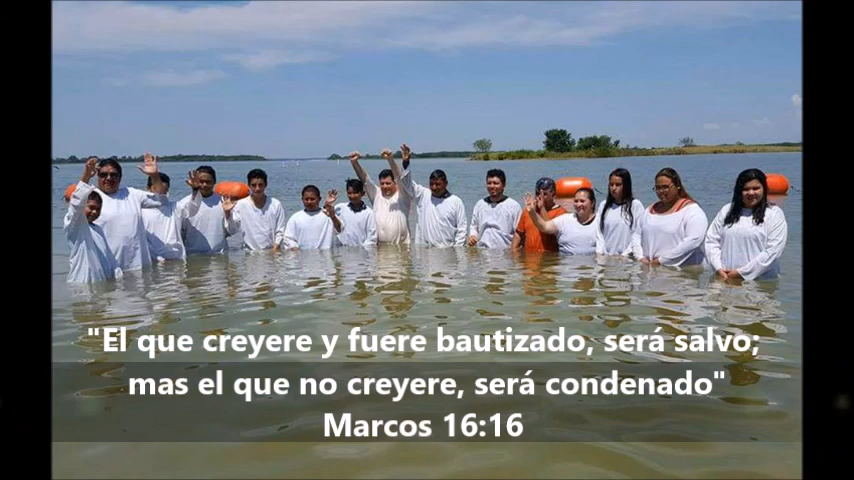 "El que creyere y fuere bautizado, será salvo;
mas el que no creyere, será condenado"
Marcos 16:16